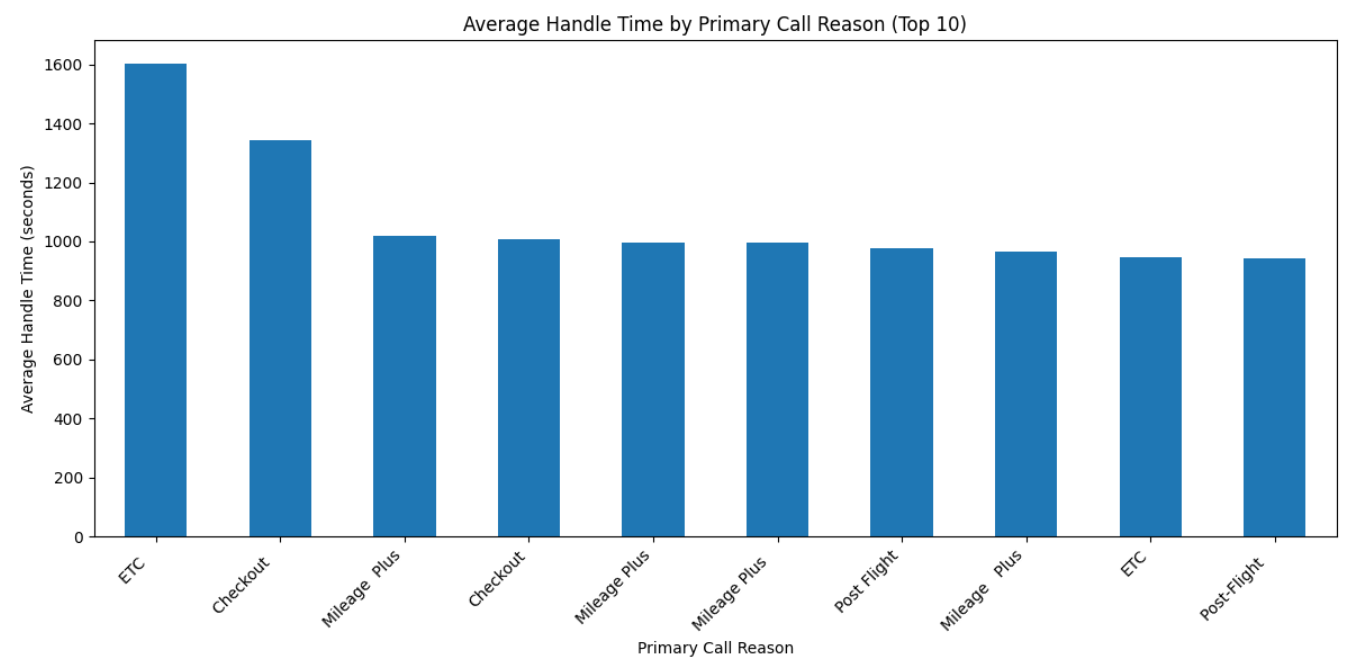 Average Handle Time by Primary Call Reason (Top 10)
Average Handle Time (seconds)
1600
1400
1200
1000
800
600
400
200
0
ETC
Checkout
Mileage  Plus
Checkout
Mileage Plus
Mileage Plus
Post Flight
Mileage   Plus
ETC
Post-Flight
Primary Call Reason